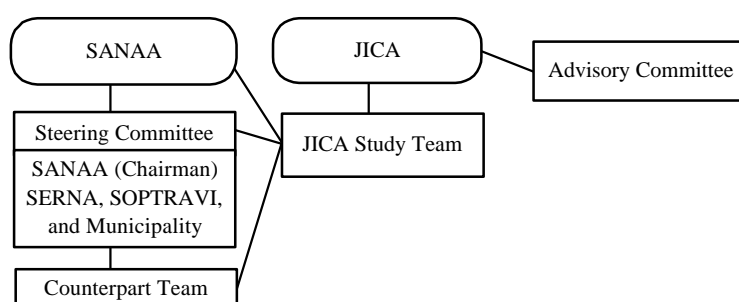 SANAA
JICA
Advisory Committee
Steering Committee
JICA Study Team
SANAA (Chairman)
SERNA, SOPTRAVI,
and Municipality
Counterpart Team